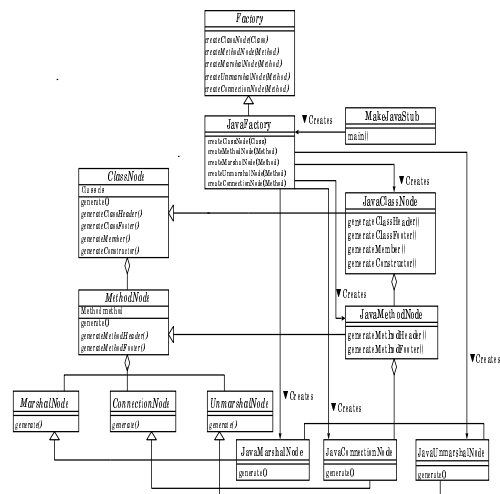 Factory
createClassNode(Class)
createMethodNode(Method)
createMarshalNode(Method)
createUnmarshalNode(Method)
createConnectionNode(Method)
▼Creates
MakeJavaStub
main()
JavaFactory
createClassNode(Class)
createMethodNode(Method)
createMarshalNode(Method)
createUnmarshalNode(Method)
createConnectionNode(Method)
ClassNode
Class cls
generate()
generateClassHeader()
generateClassFooter()
generateMember()
generateConstructor()
▼Creates
JavaClassNode
generateClassHeader()
generateClassFooter()
generateMember()
generateConstructor()
MethodNode
Method method
generate()
generateMethodHeader()
generateMethodFooter()
▼Creates
JavaMethodNode
generateMethodHeader()
generateMethodFooter()
▼Creates
MarshalNode
generate()
ConnectionNode
generate()
UnmarshalNode
generate()
▼Creates
▼Creates
JavaMarshalNode
generate()
JavaConnectionNode
generate()
JavaUnmarshalNode
generate()